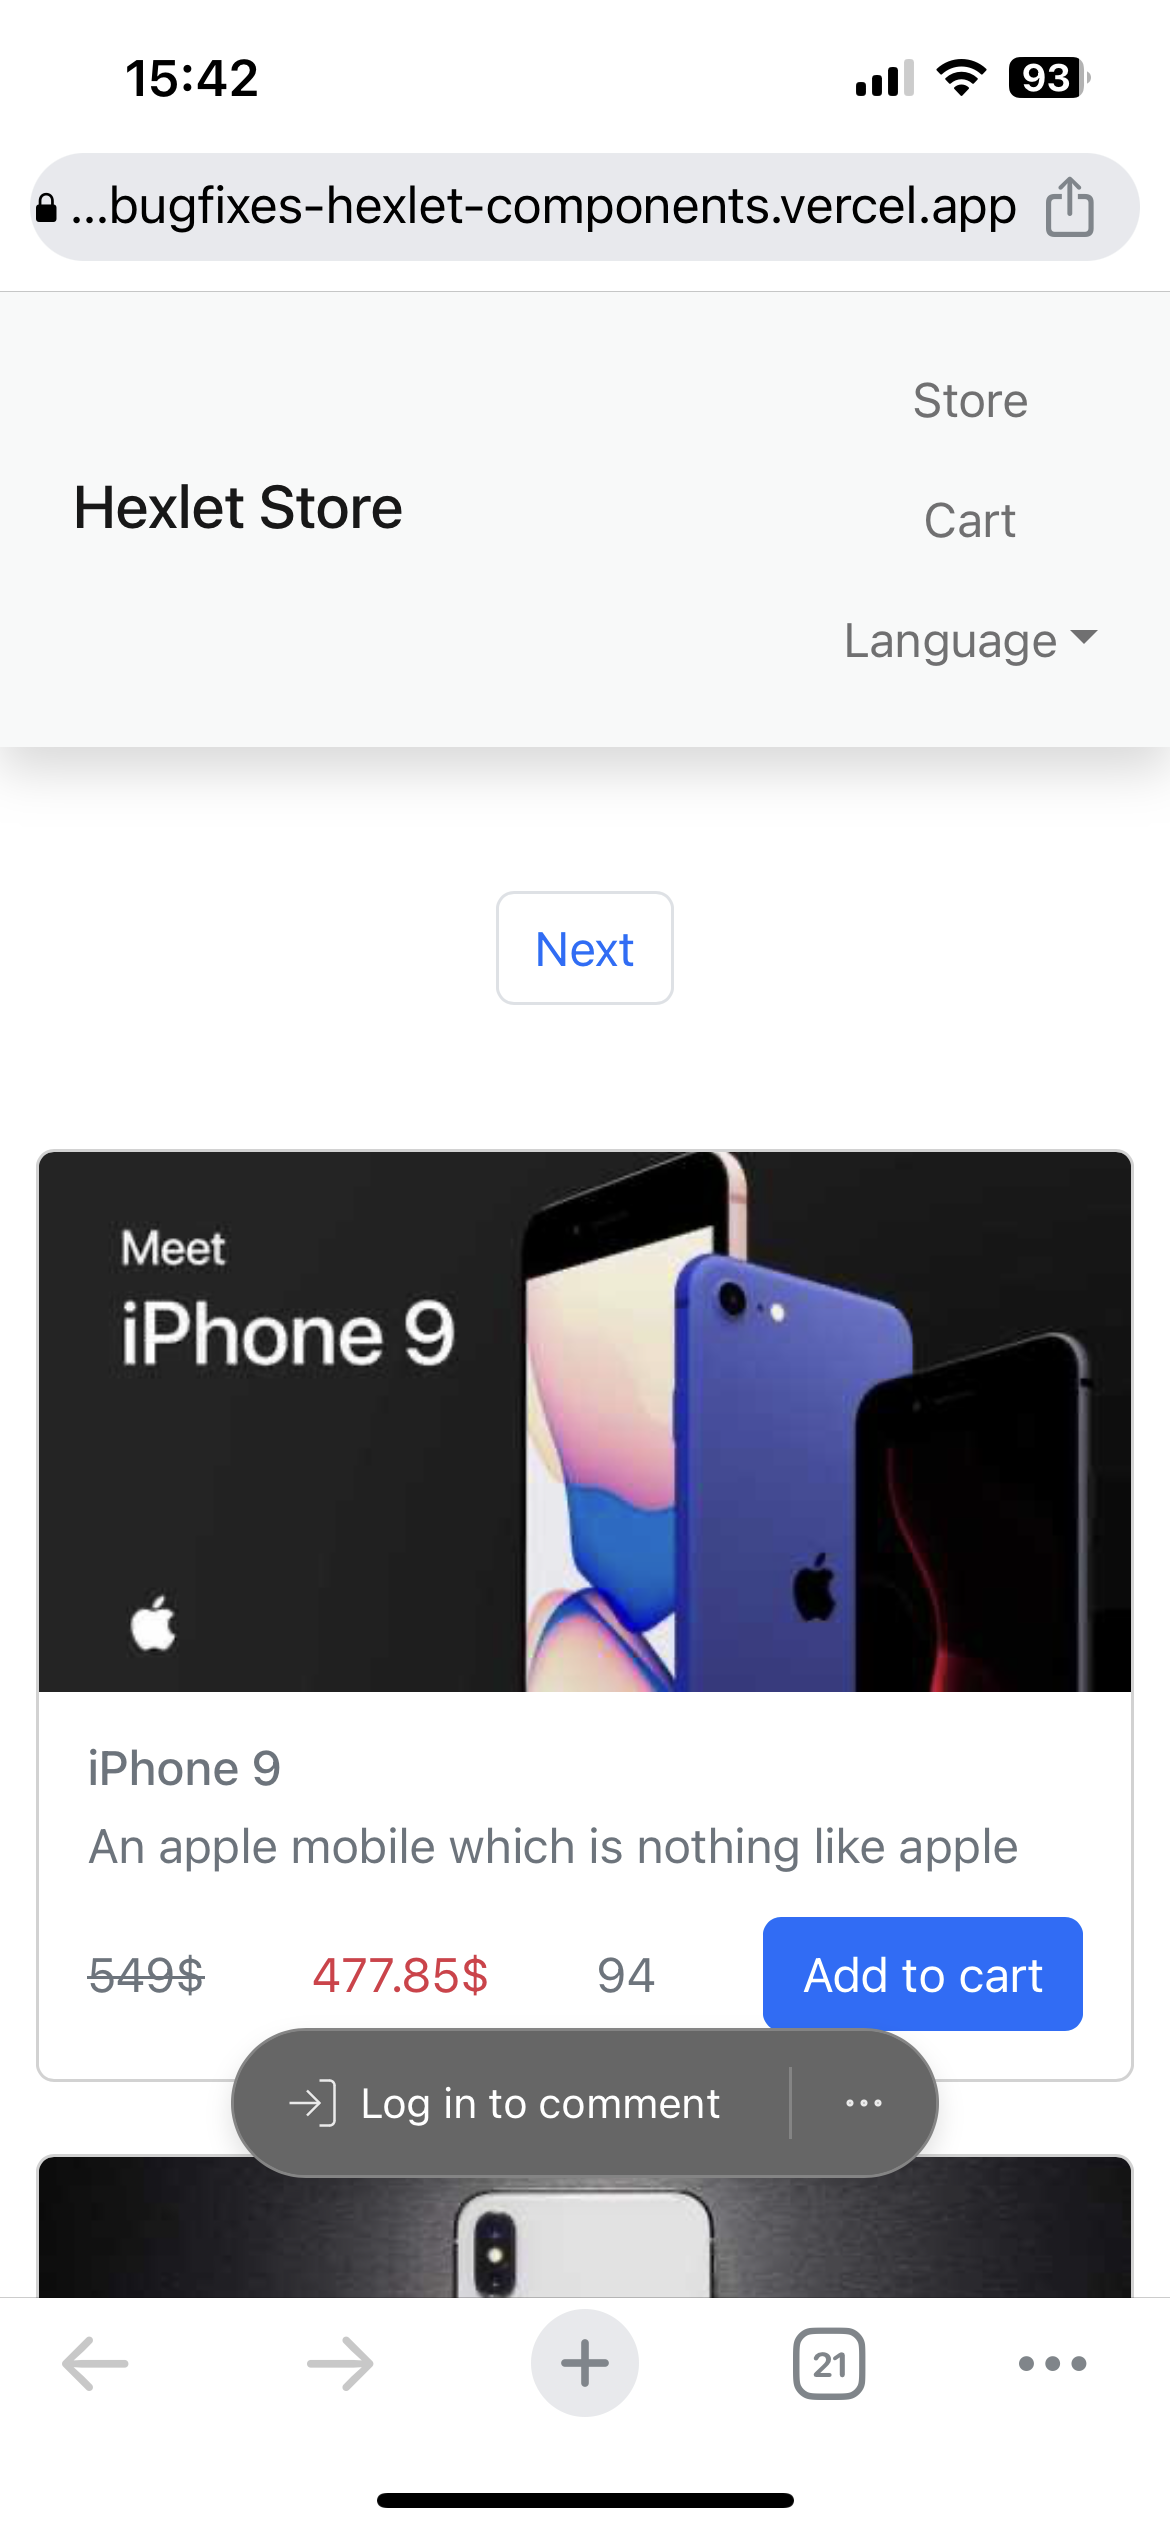 15:42
93
...bugfixes-hexlet-components.vercel.app
Store
Hexlet Store
Cart
Language
Next
Meet
iPhone 9
iPhone 9
An apple mobile which is nothing like apple
549$ 477.85$ 94 Add to cart
Log in to comment
21